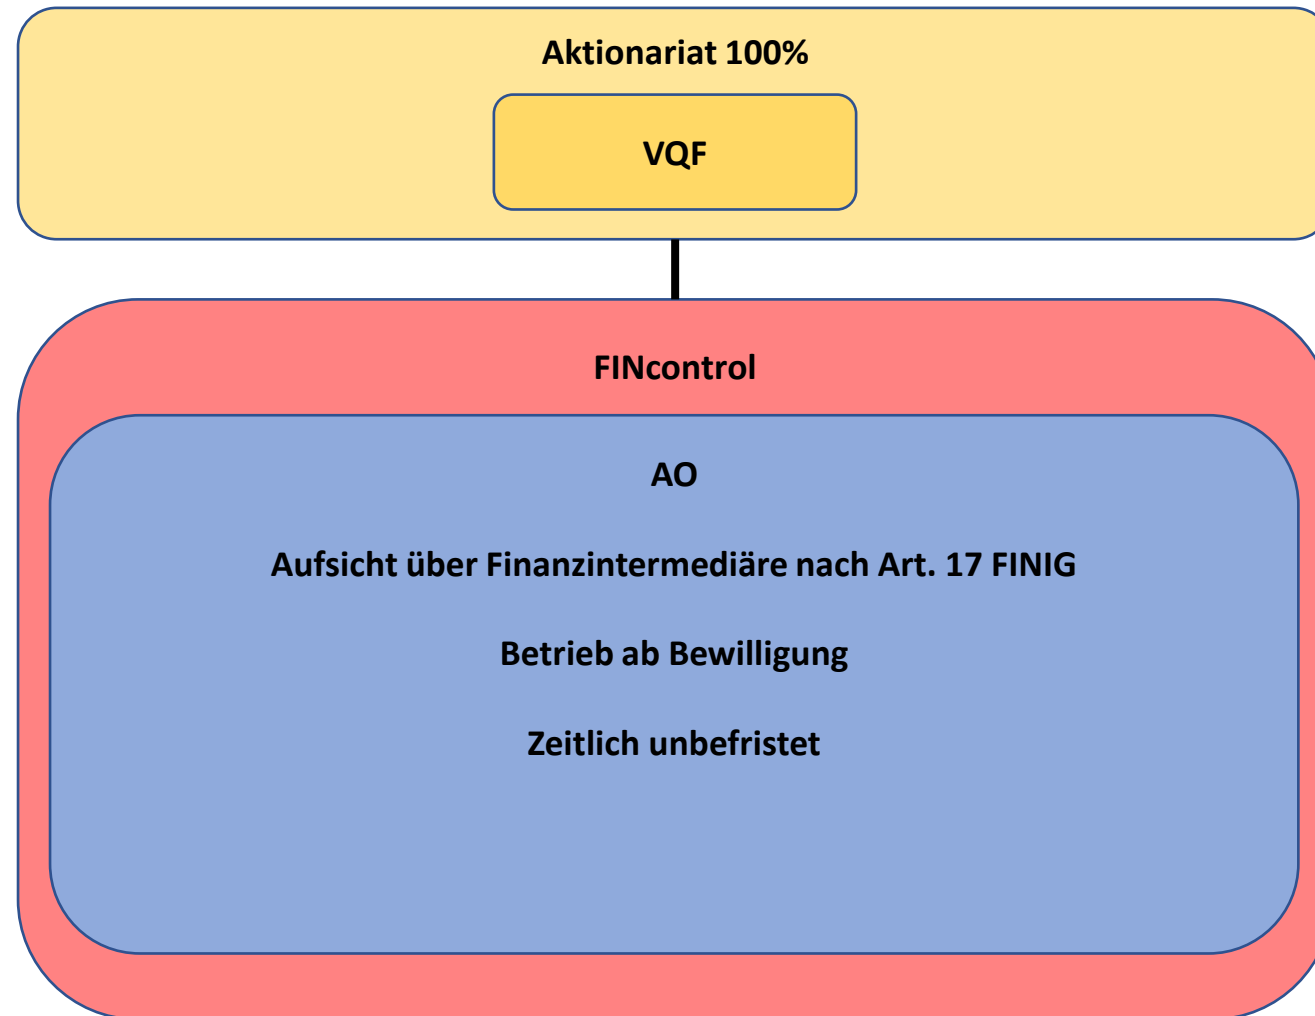 Aktionariat 100%
VQF
FINcontrol
AO
Aufsicht über Finanzintermediäre nach Art. 17 FINIG
Betrieb ab Bewilligung
Zeitlich unbefristet